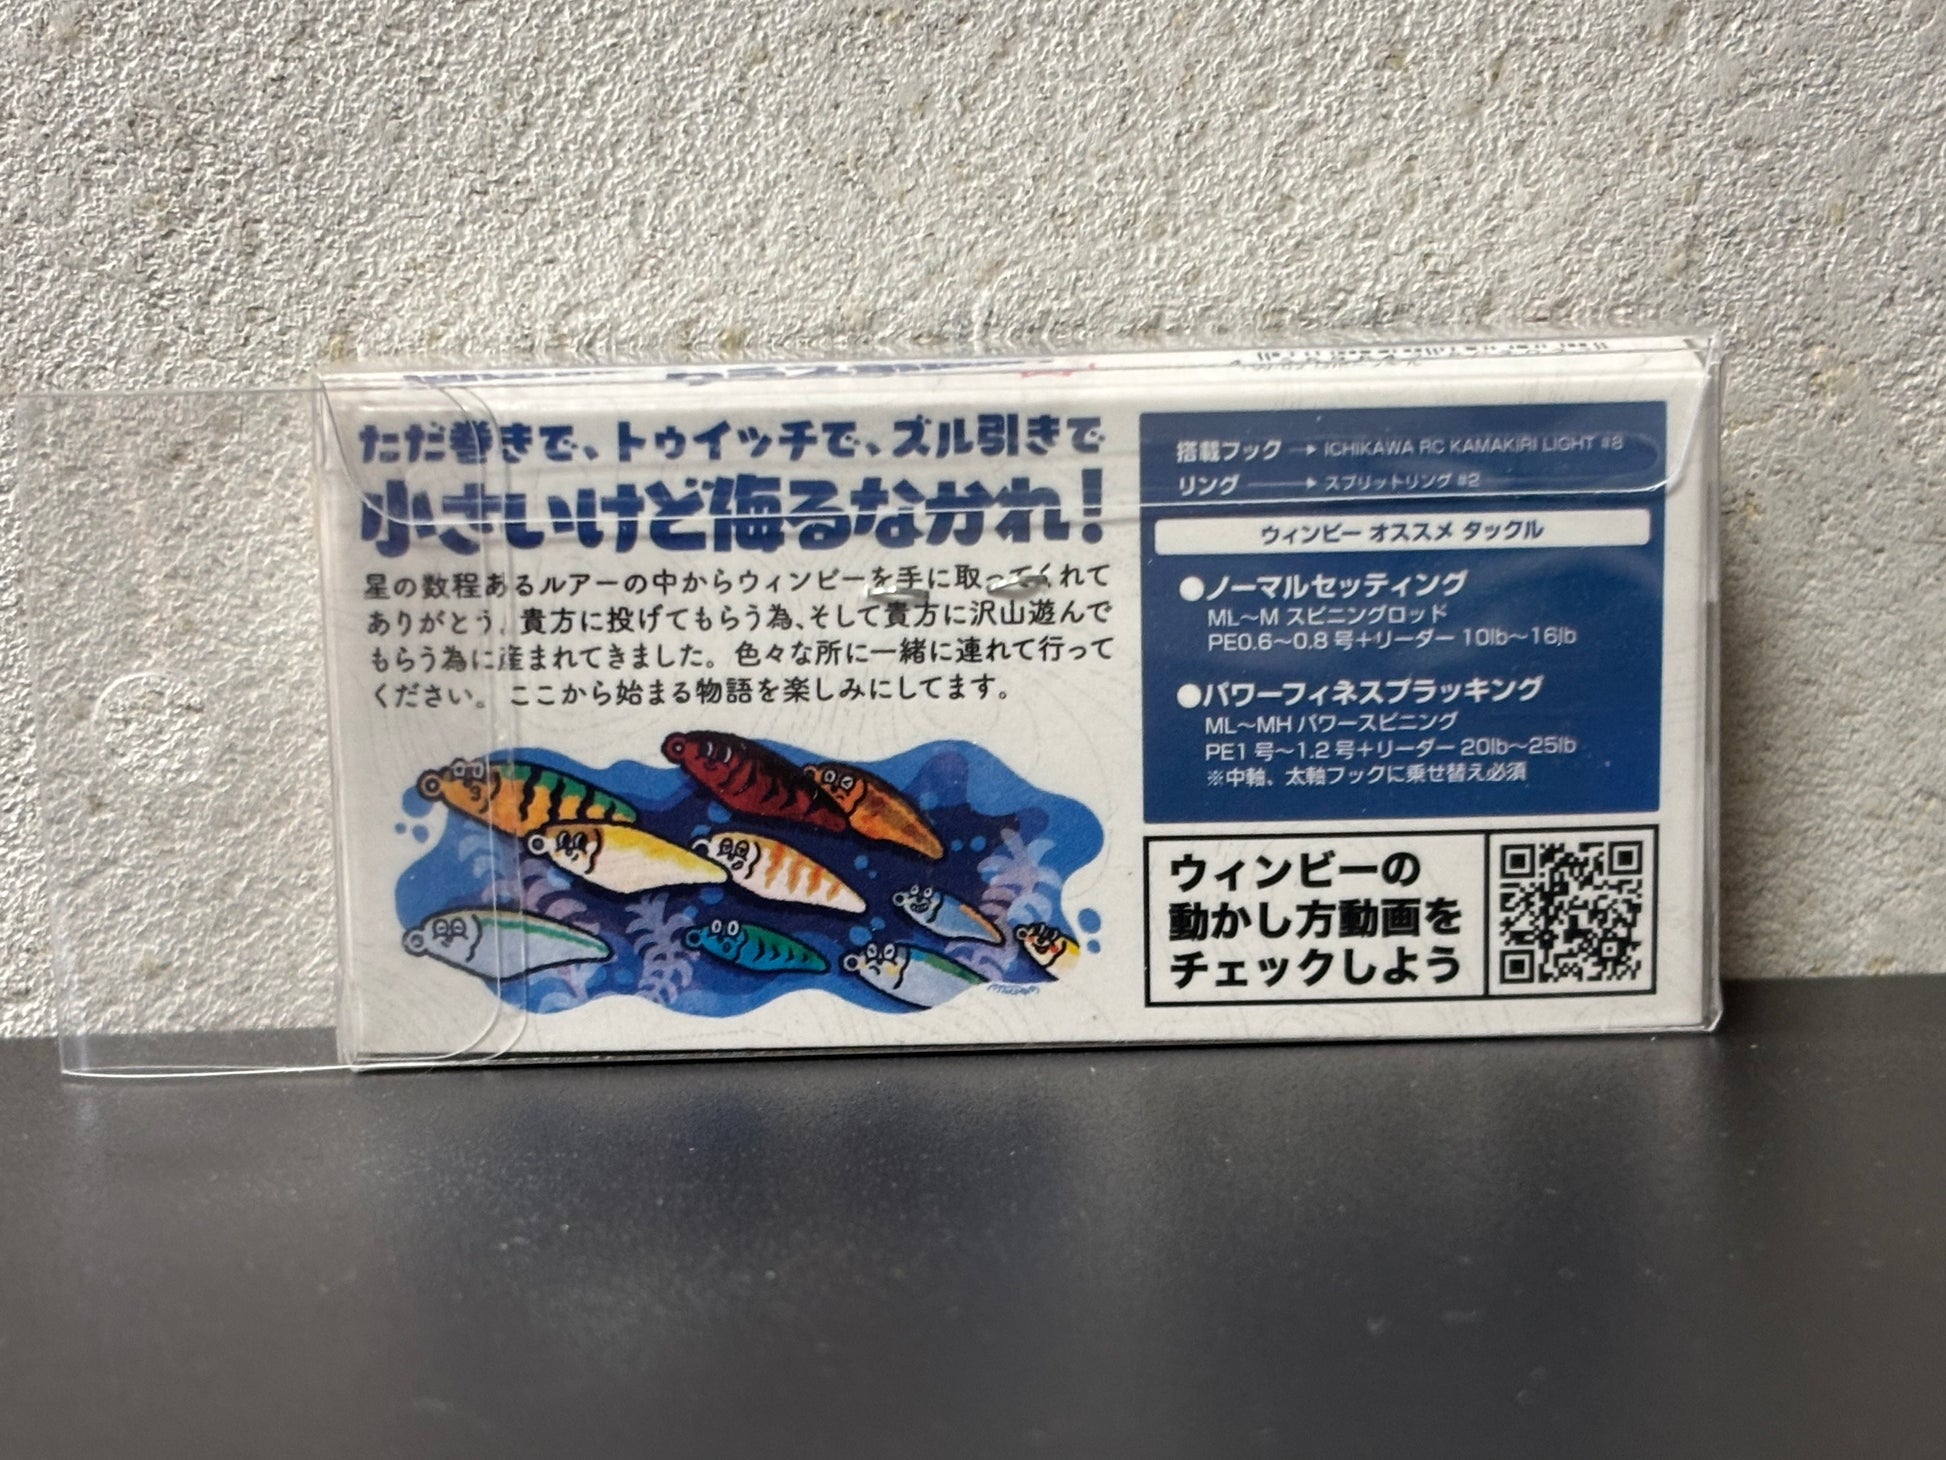 ただ巻きで、トゥイッチで、ズル引きで
小さいけど侮るなかれ!
星の数程あるルアーの中からウィンビーを手に取ってくれて
ありがとう。貴方に投げてもらう為、そして貴方に沢山遊んで
もらう為に産まれてきました。色々な所に一緒に連れて行って
ください。ここから始まる物語を楽しみにしてます。
搭載フック→ICHIKAWA RC KAMAKIRI LIGHT #8
リング→スプリットリング #2
ウィンビー オススメ タックル
●ノーマルセッティング
ML〜M スピニングロッド
PE0.6〜0.8 号+リーダー 10lb〜16lb
●パワーフィネスプラッキング
ML〜MH パワースピニング
PE1 号〜1.2 号+リーダー 20lb〜25lb
※中軸、太軸フックに乗せ替え必須
ウィンビーの
動かし方動画を
チェックしよう